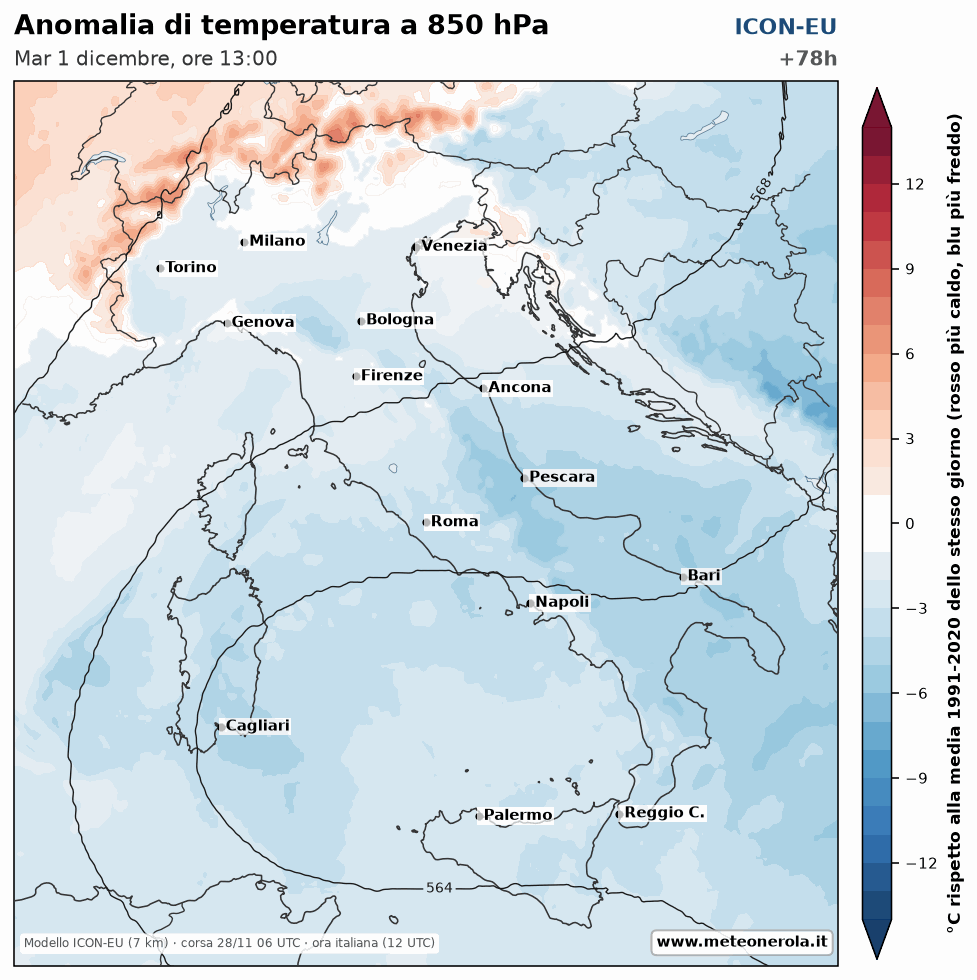 Anomalia di temperatura a 850 hPa
ICON-EU
Mar 1 dicembre, ore 13:00
+78h
568
Milano
Venezia
Torino
Genova
Bologna
Firenze
Ancona
Pescara
Roma
Bari
Napoli
Cagliari
Palermo
Reggio C.
564
Modello ICON-EU (7 km) · corsa 28/11 06 UTC · ora italiana (12 UTC)
www.meteonerola.it
12
9
6
3
0
−3
−6
−9
−12
°C rispetto alla media 1991-2020 dello stesso giorno (rosso più caldo, blu più freddo)